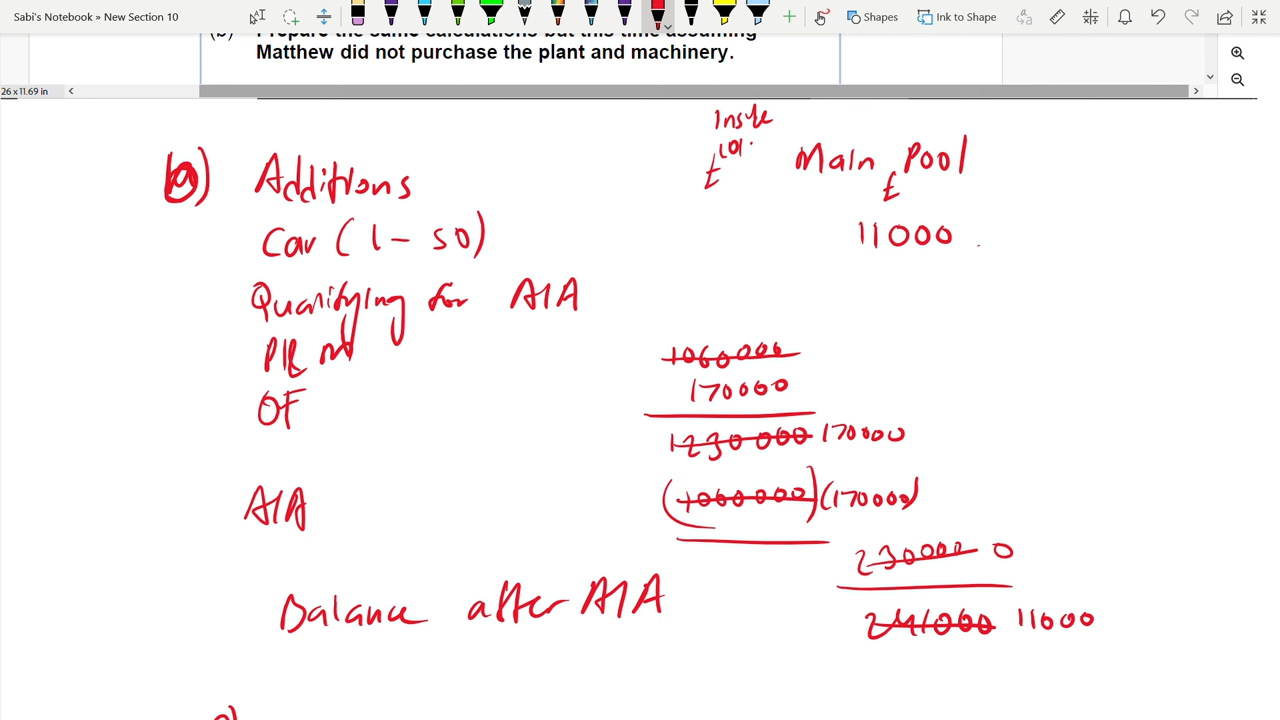 Sabi's Notebook » New Section 10
Shapes
Ink to Shape
(b) Prepare the same calculations but this time assuming
Matthew did not purchase the plant and machinery.
26 x 11.69 in
£
Main Pool
£
a) Additions
Car (1 - 50) 11000
Qualifying for AIA
1060000
OF 170000
1230000 170000
AIA (1000000) (170000)
230000 0
Balance after AIA 241000 11000